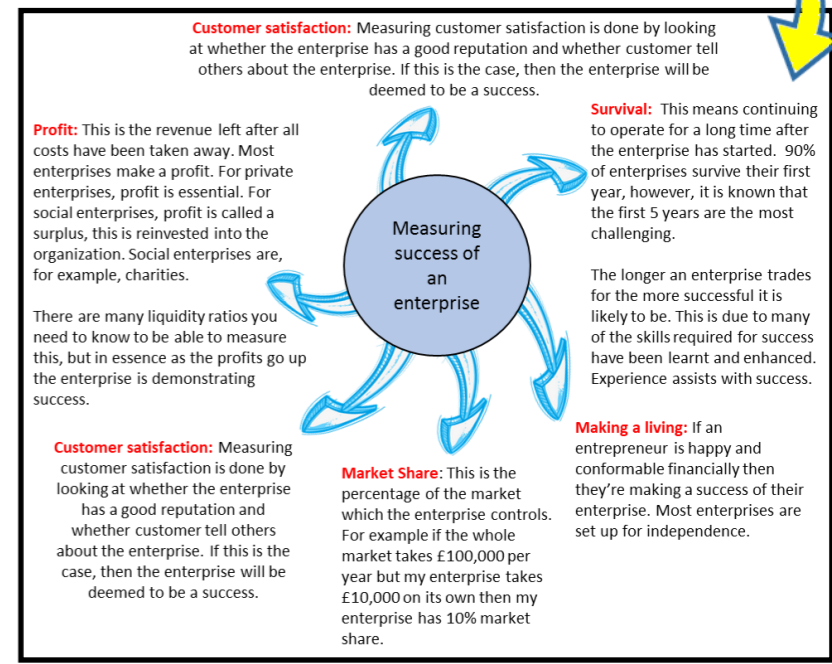 Customer satisfaction: Measuring customer satisfaction is done by looking
at whether the enterprise has a good reputation and whether customer tell
others about the enterprise. If this is the case, then the enterprise will be
deemed to be a success.
Profit: This is the revenue left after all
costs have been taken away. Most
enterprises make a profit. For private
enterprises, profit is essential. For
social enterprises, profit is called a
surplus, this is reinvested into the
organization. Social enterprises are,
for example, charities.
There are many liquidity ratios you
need to know to be able to measure
this, but in essence as the profits go up
the enterprise is demonstrating
success.
Measuring
success of
an
enterprise
Survival: This means continuing
to operate for a long time after
the enterprise has started. 90%
of enterprises survive their first
year, however, it is known that
the first 5 years are the most
challenging.
The longer an enterprise trades
for the more successful it is
likely to be. This is due to many
of the skills required for success
have been learnt and enhanced.
Experience assists with success.
Customer satisfaction: Measuring
customer satisfaction is done by
looking at whether the enterprise
has a good reputation and
whether customer tell others
about the enterprise. If this is the
case, then the enterprise will be
deemed to be a success.
Market Share: This is the
percentage of the market
which the enterprise controls.
For example if the whole
market takes £100,000 per
year but my enterprise takes
£10,000 on its own then my
enterprise has 10% market
share.
Making a living: If an
entrepreneur is happy and
conformable financially then
they're making a success of their
enterprise. Most enterprises are
set up for independence.